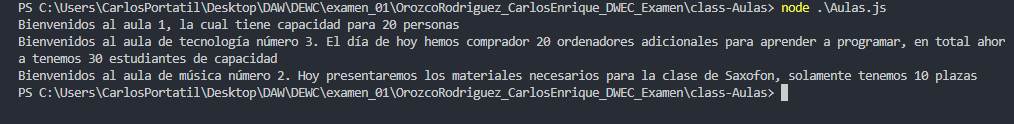 PS C:\Users\CarlosPortatil\Desktop\DAW\DEWC\examen_01\OrozcoRodriguez_CarlosEnrique_DWEC_Examen\class-Aulas> node .\Aulas.js
Bienvenidos al aula 1, la cual tiene capacidad para 20 personas
Bienvenidos al aula de tecnología número 3. El día de hoy hemos comprador 20 ordenadores adicionales para aprender a programar, en total ahor
a tenemos 30 estudiantes de capacidad
Bienvenidos al aula de música número 2. Hoy presentaremos los materiales necesarios para la clase de Saxofon, solamente tenemos 10 plazas
PS C:\Users\CarlosPortatil\Desktop\DAW\DEWC\examen_01\OrozcoRodriguez_CarlosEnrique_DWEC_Examen\class-Aulas>